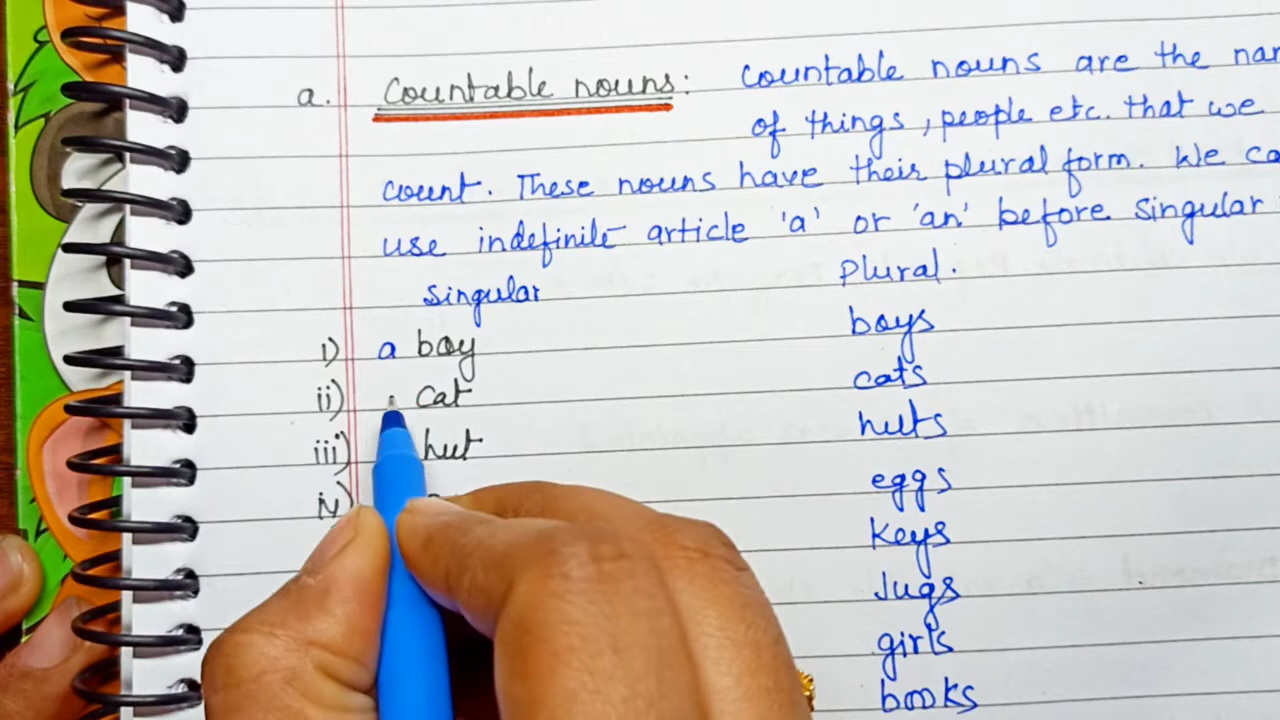 a. Countable nouns: Countable nouns are the
of things, people etc. that we
count. These nouns have their plural form. We
use indefinite article 'a' or 'an' before singular
singular Plural.
i) a boy boys
ii) cat cats
iii) hut huts
iv) eggs
Keys
Jugs
girls
books